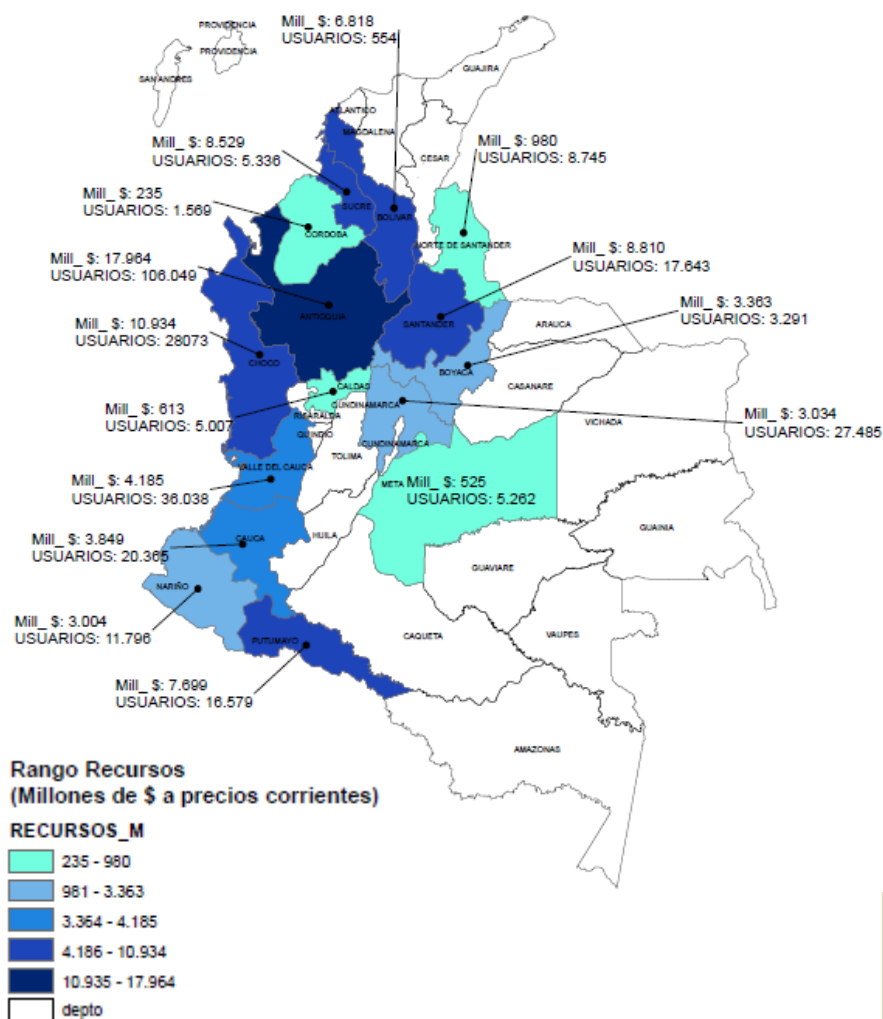 PROVIDENCIA
PROVIDENCIA
SAN ANDRES
Mill_ $: 6.818
USUARIOS: 554
GUAJIRA
ATLANTICO
MAGDALENA
CESAR
Mill_ $: 8.529
USUARIOS: 5.336
Mill_ $: 980
USUARIOS: 8.745
Mill_ $: 235
USUARIOS: 1.569
SUCRE
BOLIVAR
CORDOBA
NORTE DE SANTANDER
Mill_ $: 17.964
USUARIOS: 106.049
Mill_ $: 8.810
USUARIOS: 17.643
Mill_ $: 3.363
USUARIOS: 3.291
ANTIOQUIA
SANTANDER
ARAUCA
Mill_ $: 10.934
USUARIOS: 28073
CHOCO
BOYACA
CASANARE
CALDAS
CUNDINAMARCA
Mill_ $: 613
USUARIOS: 5.007
RISARALDA
QUINDIO
Mill_ $: 3.034
USUARIOS: 27.485
VICHADA
CUNDINAMARCA
TOLIMA
VALLE DEL CAUCA
Mill_ $: 4.185
USUARIOS: 36.038
META
Mill_ $: 525
USUARIOS: 5.262
Mill_ $: 3.849
USUARIOS: 20.365
CAUCA
HUILA
GUAINIA
GUAVIARE
NARIÑO
Mill_ $: 3.004
USUARIOS: 11.796
PUTUMAYO
CAQUETA
VAUPES
Mill_ $: 7.699
USUARIOS: 16.579
AMAZONAS
Rango Recursos
(Millones de $ a precios corrientes)
RECURSOS_M
235 - 980
981 - 3.363
3.364 - 4.185
4.186 - 10.934
10.935 - 17.964
depto